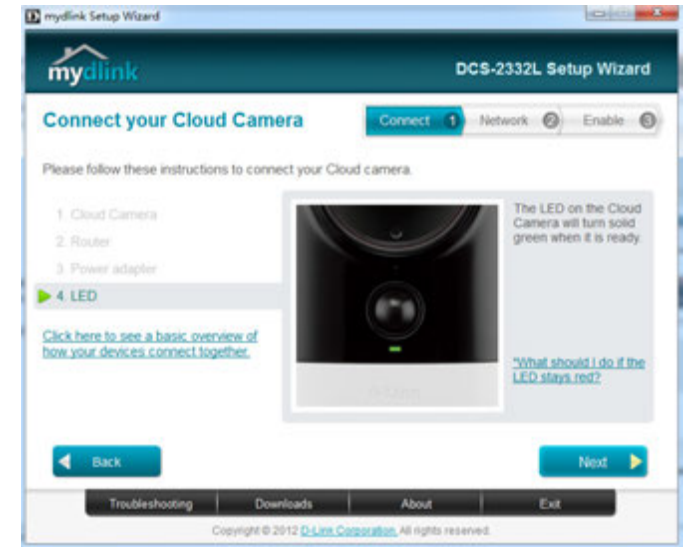 mydlink Setup Wizard
mydlink
DCS-2332L Setup Wizard
Connect your Cloud Camera
Connect 1 Network 2 Enable 3
Please follow these instructions to connect your Cloud camera.
1. Cloud Camera
2. Router
3. Power adapter
4. LED
Click here to see a basic overview of
how your devices connect together.
The LED on the Cloud
Camera will turn solid
green when it is ready.
*What should I do if the
LED stays red?
D-Link
Back
Next
Troubleshooting Downloads About Exit
Copyright © 2012 D-Link Corporation. All rights reserved.